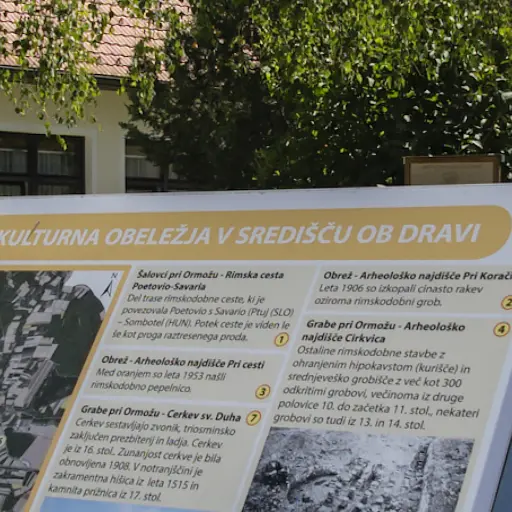 KULTURNA OBELEŽJA V SREDIŠČU OB DRAVI
Šalovci pri Ormožu - Rimska cesta
Poetovio-Savaria
Del trase rimskodobne ceste, ki je
povezovala Poetovio s Savario (Ptuj (SLO)
– Sombotel (HUN). Potek ceste je viden le
še kot proga raztresenega proda.
1
Obrež - Arheološko najdišče Pri cesti
Med oranjem so leta 1953 našli
rimskodobno pepelnico.
3
Grabe pri Ormožu - Cerkev sv. Duha
7
Cerkev sestavljajo zvonik, triosminsko
zaključen prezbiterij in ladja. Cerkev
je iz 16. stol. Zunanjost cerkve je bila
obnovljena 1908. V notranjščini je
zakramentna hišica iz leta 1515 in
kamnita prižnica iz 17. stol.
Obrež - Arheološko najdišče Pri Korači
Leta 1906 so izkopali činasto rakev
oziroma rimskodobni grob.
2
Grabe pri Ormožu - Arheološko
najdišče Cirkvica
4
Ostaline rimskodobne stavbe z
ohranjenim hipokavstom (kurišče) in
srednjeveško grobišče z več kot 300
odkritimi grobovi, večinoma iz druge
polovice 10. do začetka 11. stol., nekateri
grobovi so tudi iz 13. in 14. stol.